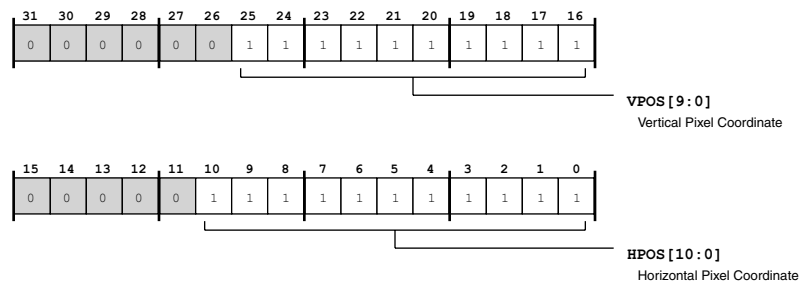 31 30 29 28 27 26 25 24 23 22 21 20 19 18 17 16
0 0 0 0 0 0 1 1 1 1 1 1 1 1 1 1
VPOS[9:0]
Vertical Pixel Coordinate
15 14 13 12 11 10 9 8 7 6 5 4 3 2 1 0
0 0 0 0 0 1 1 1 1 1 1 1 1 1 1 1
HPOS[10:0]
Horizontal Pixel Coordinate